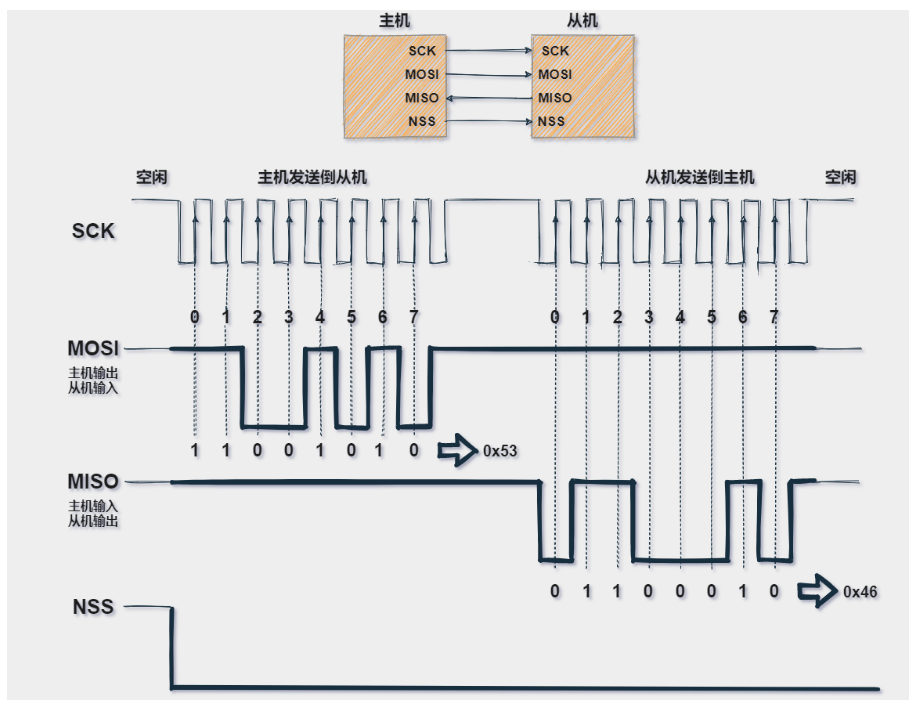 主机 从机
SCK SCK
MOSI MOSI
MISO MISO
NSS NSS
空闲 主机发送倒从机 从机发送倒主机 空闲
SCK
0 1 2 3 4 5 6 7 0 1 2 3 4 5 6 7
MOSI
主机输出
从机输入
1 1 0 0 1 0 1 0 0x53
MISO
主机输入
从机输出
0 1 1 0 0 0 1 0 0x46
NSS